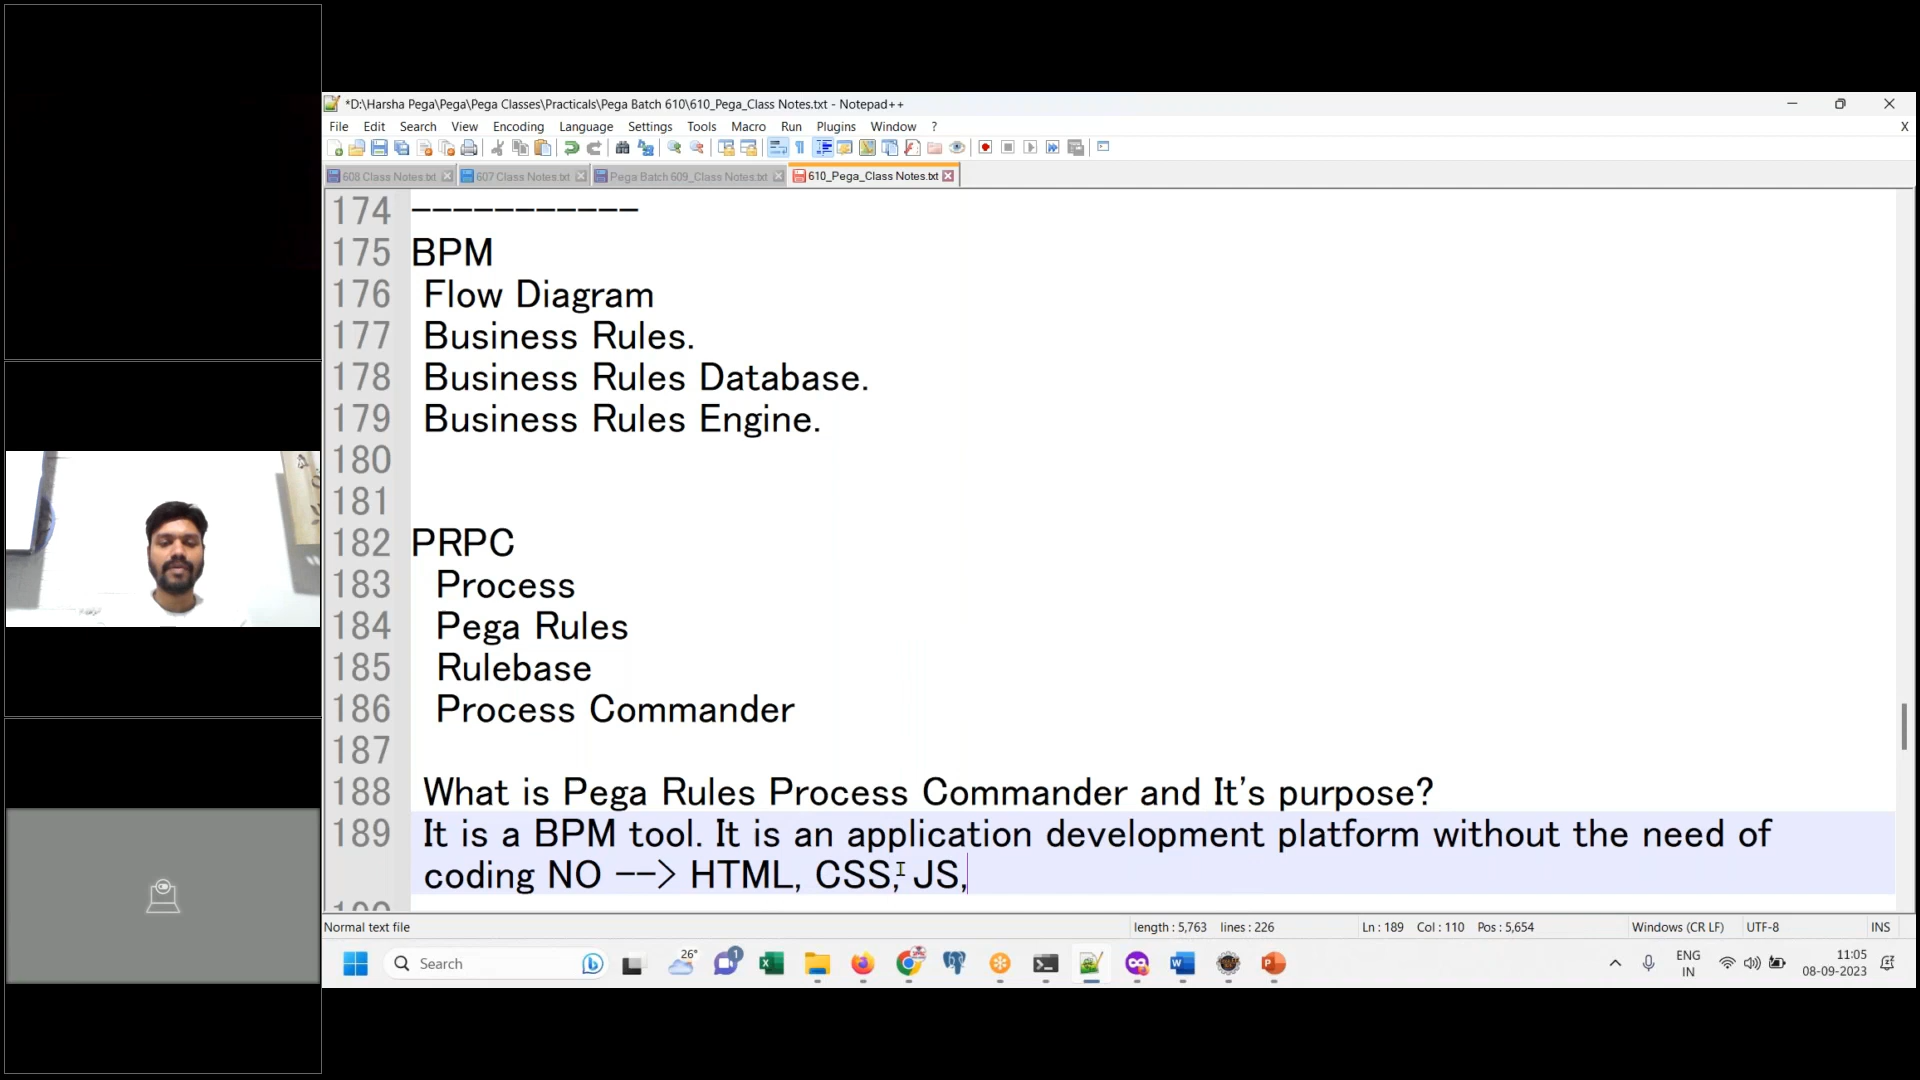 *D:\Harsha Pega\Pega\Pega Classes\Practicals\Pega Batch 610\610_Pega_Class Notes.txt - Notepad++
File Edit Search View Encoding Language Settings Tools Macro Run Plugins Window ? X
608 Class Notes.txt 607 Class Notes.txt Pega Batch 609_Class Notes.txt 610_Pega_Class Notes.txt
174 -----------
175 BPM
176 Flow Diagram
177 Business Rules.
178 Business Rules Database.
179 Business Rules Engine.
180
181
182 PRPC
183 Process
184 Pega Rules
185 Rulebase
186 Process Commander
187
188 What is Pega Rules Process Commander and It's purpose?
189 It is a BPM tool. It is an application development platform without the need of
coding NO --> HTML, CSS, JS,
190
Normal text file length : 5,763 lines : 226 Ln : 189 Col : 110 Pos : 5,654 Windows (CR LF) UTF-8 INS
Search 26° 1 ENG 11:05
IN 08-09-2023